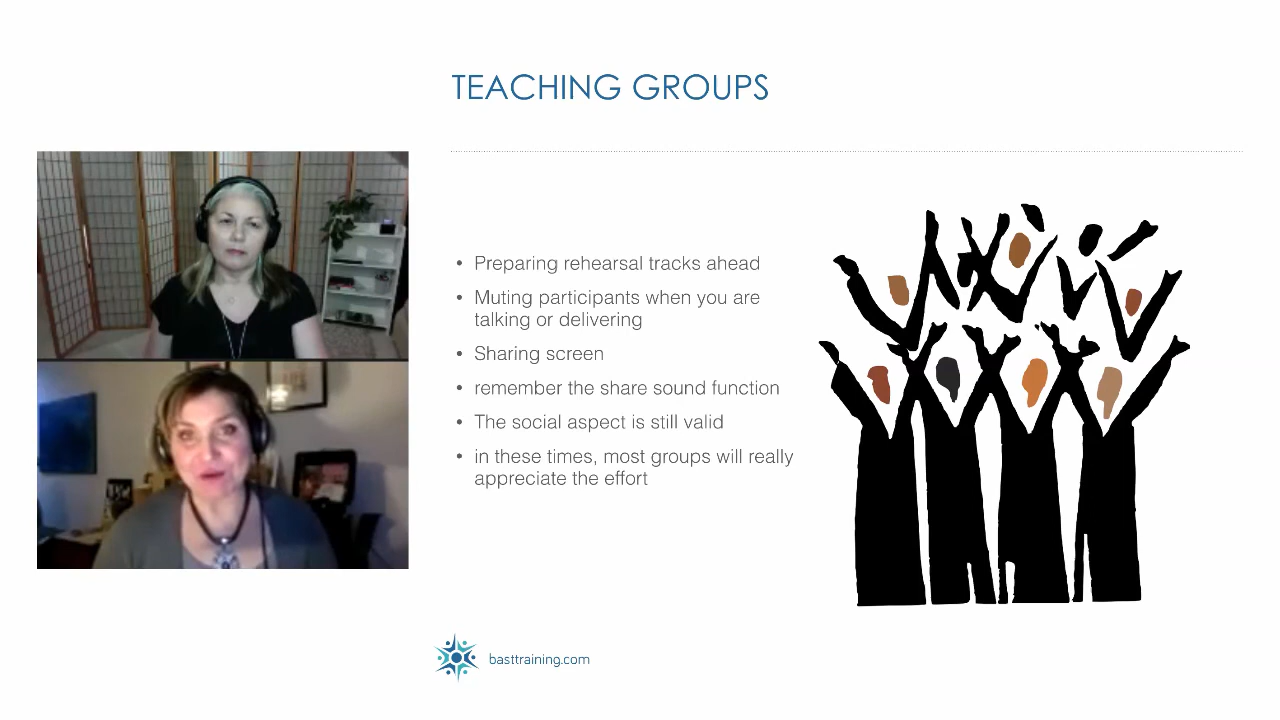 TEACHING GROUPS
• Preparing rehearsal tracks ahead
• Muting participants when you are
talking or delivering
• Sharing screen
• remember the share sound function
• The social aspect is still valid
• in these times, most groups will really
appreciate the effort
basttraining.com